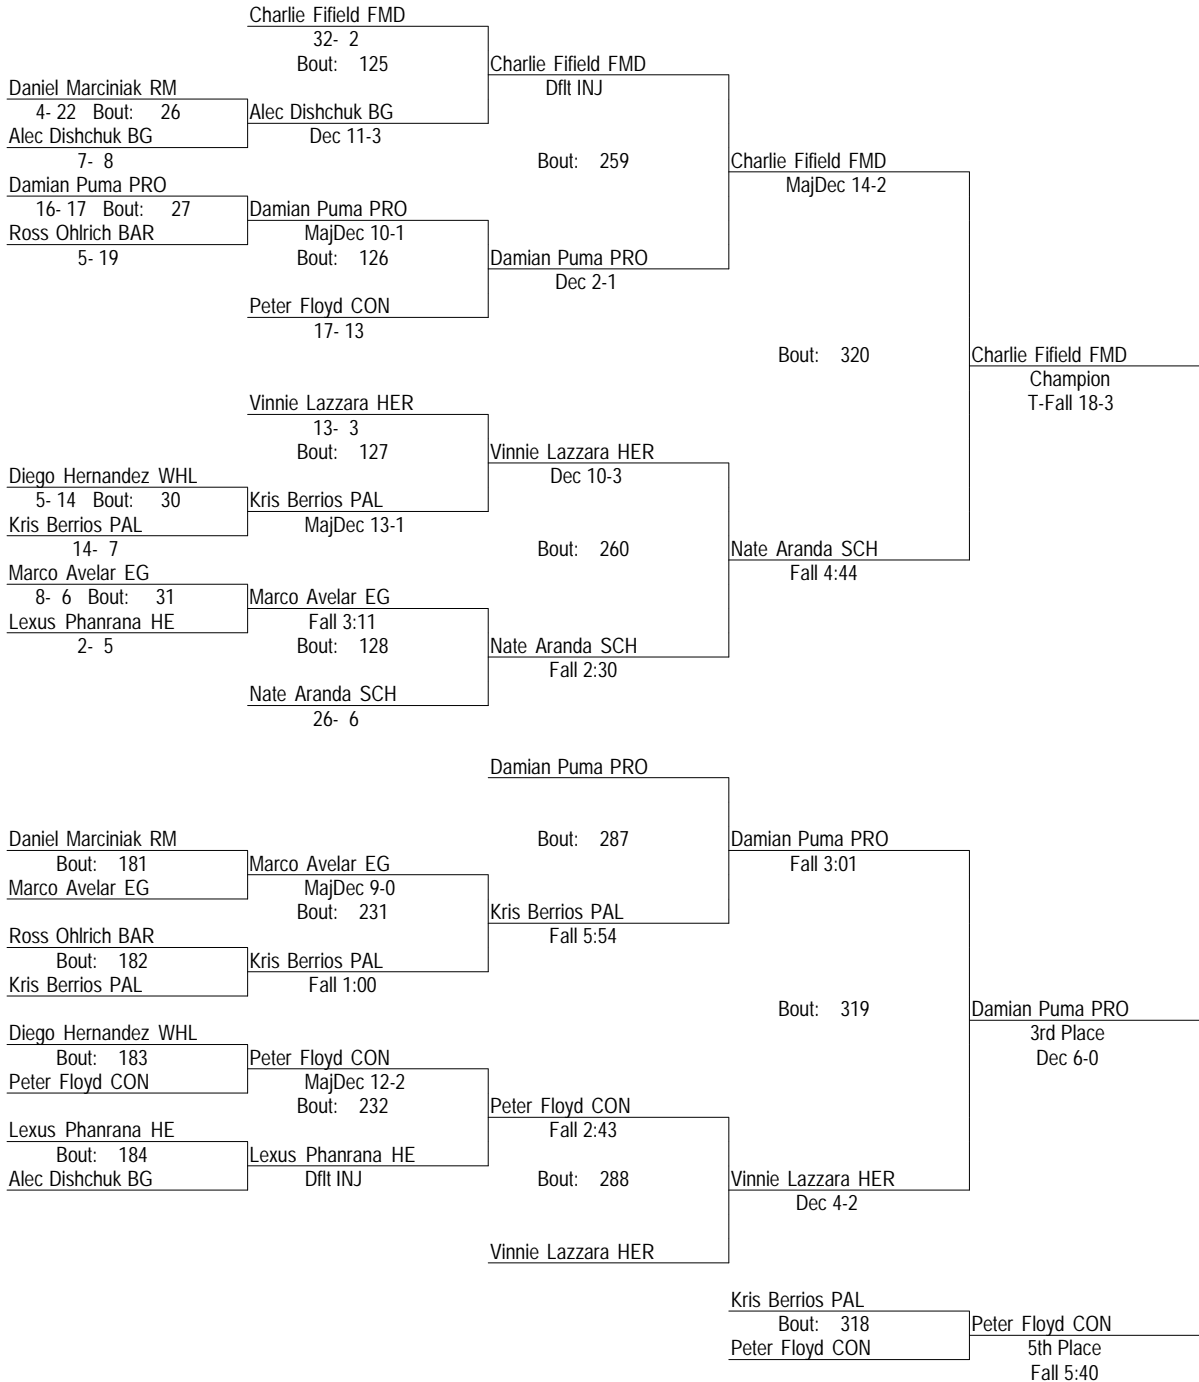 Charlie Fifield FMD
32- 2
Bout: 125
Charlie Fifield FMD
Daniel Marciniak RM
Dflt INJ
4- 22 Bout: 26
Alec Dishchuk BG
Alec Dishchuk BG
Dec 11-3
7- 8
Bout: 259
Charlie Fifield FMD
Damian Puma PRO
MajDec 14-2
16- 17 Bout: 27
Damian Puma PRO
Ross Ohlrich BAR
MajDec 10-1
5- 19
Bout: 126
Damian Puma PRO
Dec 2-1
Peter Floyd CON
17- 13
Bout: 320
Charlie Fifield FMD
Champion
T-Fall 18-3
Vinnie Lazzara HER
13- 3
Bout: 127
Vinnie Lazzara HER
Diego Hernandez WHL
Dec 10-3
5- 14 Bout: 30
Kris Berrios PAL
Kris Berrios PAL
MajDec 13-1
14- 7
Bout: 260
Nate Aranda SCH
Marco Avelar EG
Fall 4:44
8- 6 Bout: 31
Marco Avelar EG
Lexus Phanrana HE
Fall 3:11
2- 5
Bout: 128
Nate Aranda SCH
Fall 2:30
Nate Aranda SCH
26- 6
Damian Puma PRO
Bout: 287
Daniel Marciniak RM
Damian Puma PRO
Bout: 181
Marco Avelar EG
Fall 3:01
Marco Avelar EG
MajDec 9-0
Bout: 231
Kris Berrios PAL
Ross Ohlrich BAR
Fall 5:54
Bout: 182
Kris Berrios PAL
Kris Berrios PAL
Fall 1:00
Bout: 319
Damian Puma PRO
3rd Place
Dec 6-0
Diego Hernandez WHL
Bout: 183
Peter Floyd CON
Peter Floyd CON
MajDec 12-2
Bout: 232
Peter Floyd CON
Lexus Phanrana HE
Fall 2:43
Bout: 184
Lexus Phanrana HE
Alec Dishchuk BG
Dflt INJ
Bout: 288
Vinnie Lazzara HER
Dec 4-2
Vinnie Lazzara HER
Kris Berrios PAL
Bout: 318
Peter Floyd CON
Peter Floyd CON
5th Place
Fall 5:40